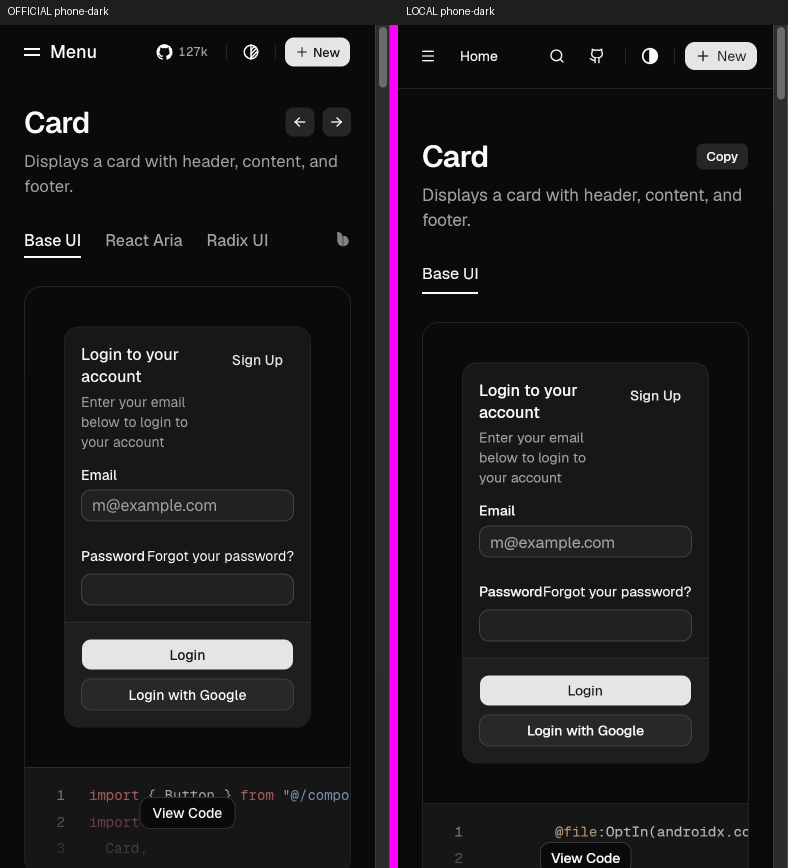 OFFICIAL phone-dark
Menu
127k
New
Card
Displays a card with header, content, and
footer.
Base UI
React Aria
Radix UI
Login to your
account
Sign Up
Enter your email
below to login to
your account
Email
m@example.com
Password
Forgot your password?
Login
Login with Google
1 import { Button } from "@/compo
2 import
3 Card,
View Code
LOCAL phone-dark
Home
New
Card
Copy
Displays a card with header, content, and
footer.
Base UI
Login to your
account
Sign Up
Enter your email
below to login to
your account
Email
m@example.com
Password
Forgot your password?
Login
Login with Google
1 @file:OptIn(androidx.co
2
View Code